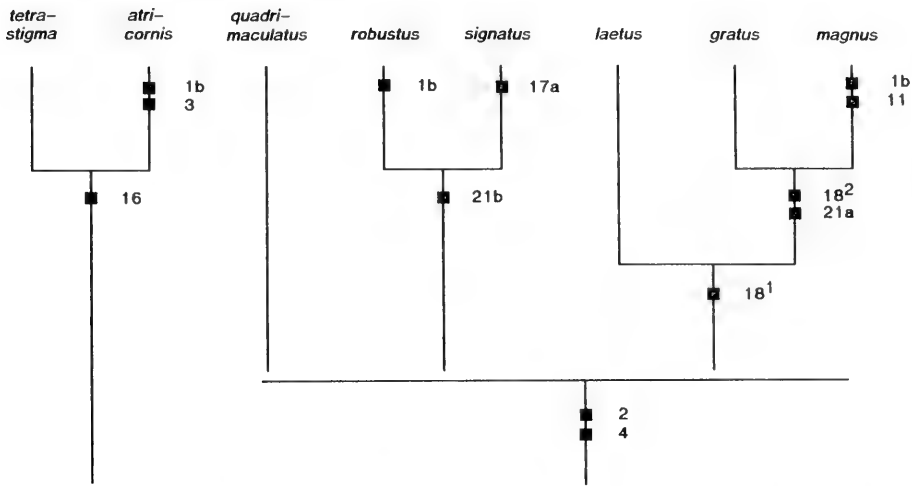 tetra- atri- quadri-
stigma cornis maculatus robustus signatus laetus gratus magnus
1b 1b 17a 1b
3 11
16 21b 18²
21a
18¹
2
4